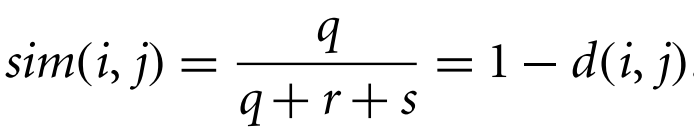 sim(i, j) = q / (q + r + s) = 1 − d(i, j).